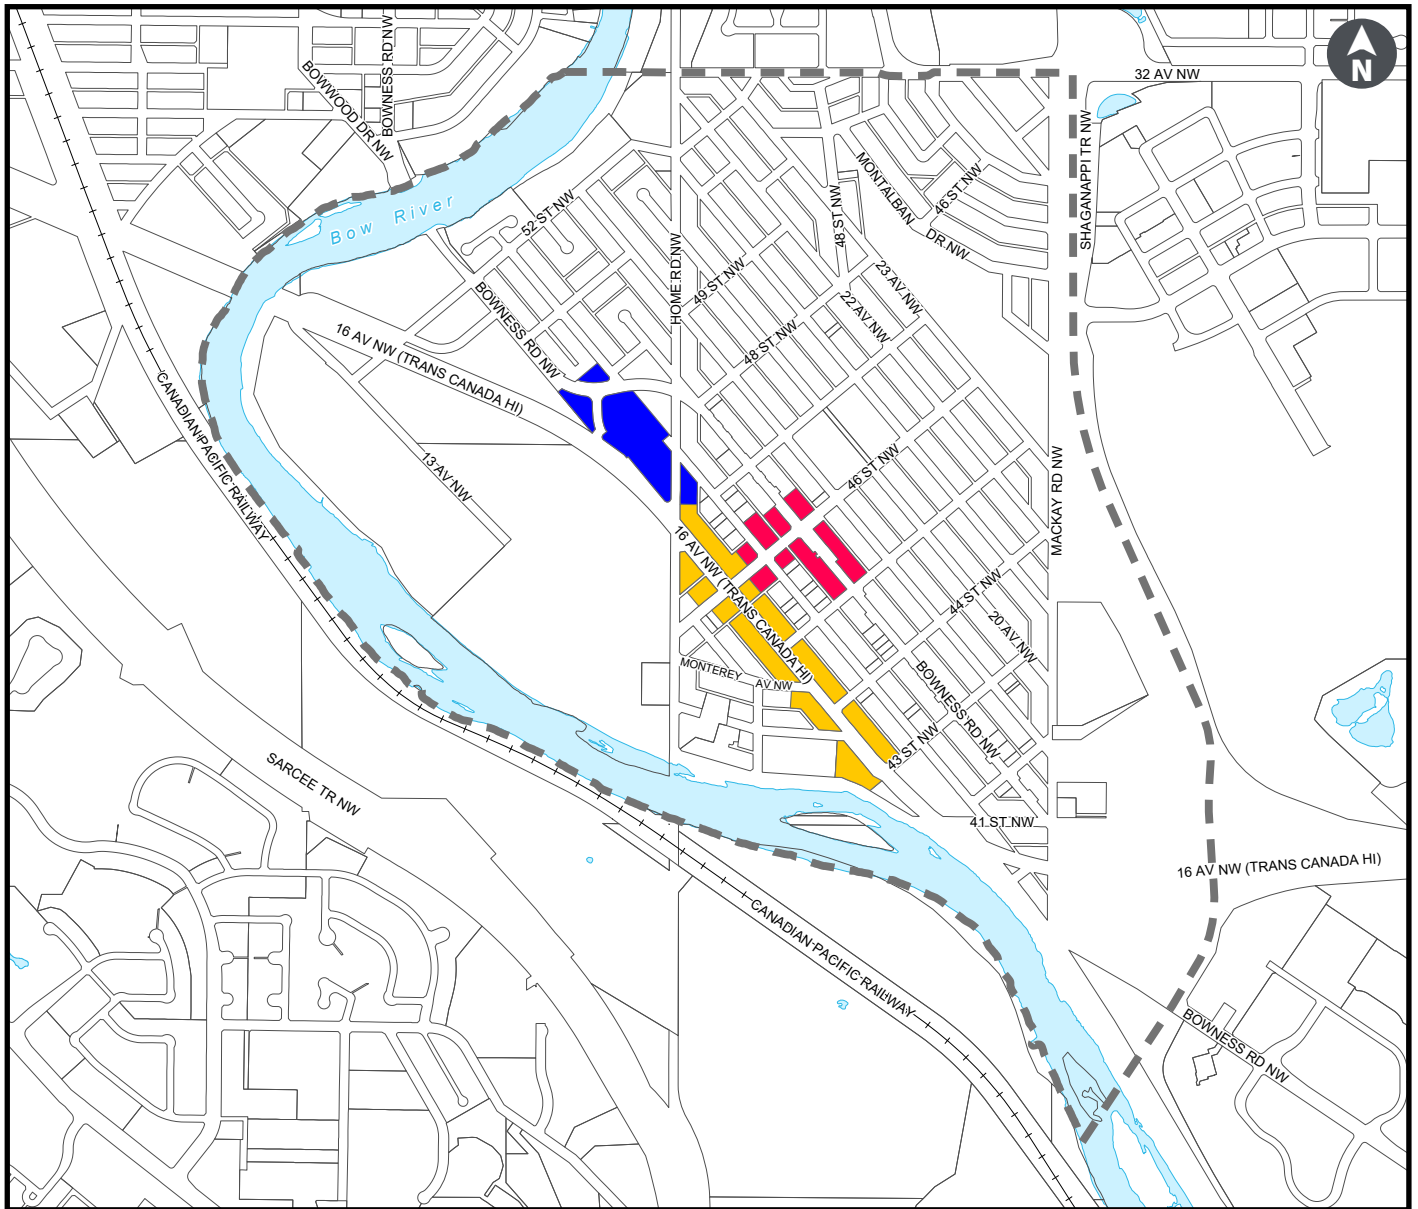 N
32 AV NW
BOWNESS RD NW
BOWWOOD DR NW
SHAGANAPPI TR NW
Bow River
52 ST NW
48 ST NW
MONTALBAN
DR NW
46 ST NW
HOME RD NW
49 ST NW
23 AV NW
22 AV NW
BOWNESS RD NW
48 ST NW
16 AV NW (TRANS CANADA HI)
CANADIAN PACIFIC RAILWAY
13 AV NW
46 ST NW
MACKAY RD NW
16 AV NW (TRANS CANADA HI)
44 ST NW
20 AV NW
MONTEREY
AV NW
BOWNESS RD NW
43 ST NW
SARCEE TR NW
41 ST NW
16 AV NW (TRANS CANADA HI)
CANADIAN PACIFIC RAILWAY
BOWNESS RD NW